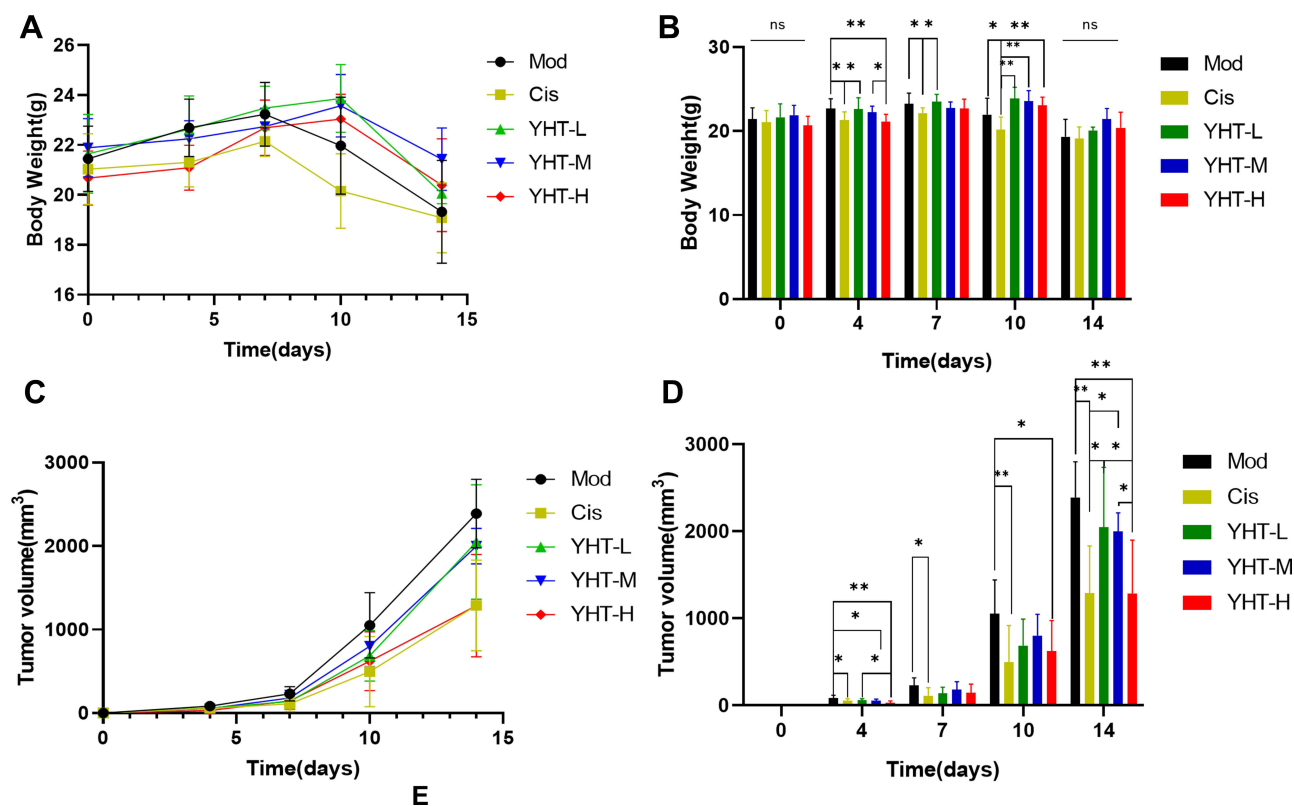 A
Body Weight(g)
26
24
22
20
18
16
0
5
10
15
Time(days)
Mod
Cis
YHT-L
YHT-M
YHT-H
B
Body Weight(g)
30
20
10
0
ns
**
** *
**
* **
**
**
ns
0
4
7
10
14
Time(days)
Mod
Cis
YHT-L
YHT-M
YHT-H
C
Tumor volume(mm3)
3000
2000
1000
0
0
5
10
15
Time(days)
Mod
Cis
YHT-L
YHT-M
YHT-H
D
Tumor volume(mm3)
3000
2000
1000
0
**
*
* *
*
*
**
**
** *
* *
*
0
4
7
10
14
Time(days)
Mod
Cis
YHT-L
YHT-M
YHT-H
E